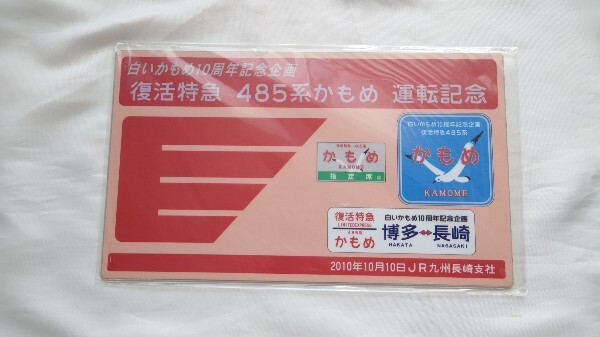 白いかもめ10周年記念企画
復活特急 485系かもめ 運転記念
かもめ
KAMOME
指定席
白いかもめ10周年記念企画
復活特急485系
かもめ
KAMOME
復活特急
LIMITEDEXPRESS
かもめ
白いかもめ10周年記念企画
博多↔長崎
HAKATA NAGASAKI
2010年10月10日JR九州長崎支社